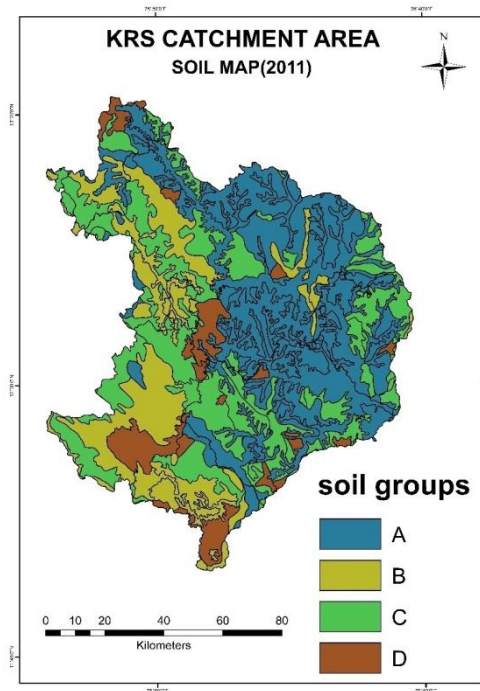 KRS CATCHMENT AREA
SOIL MAP(2011)
N
soil groups
A
B
C
D
0 10 20 40 60 80
Kilometers